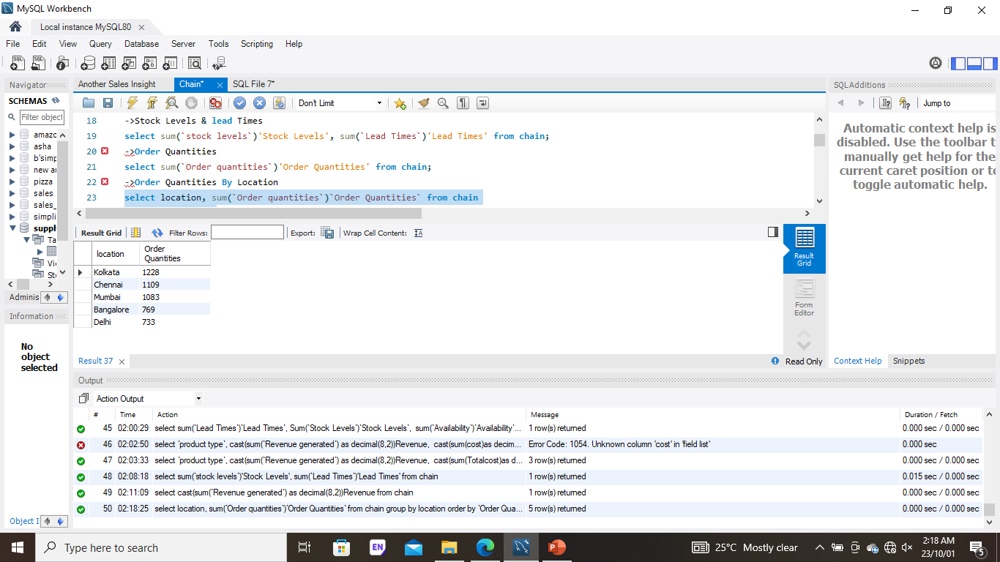 MySQL Workbench
Local instance MySQL80
File Edit View Query Database Server Tools Scripting Help
Navigator
SCHEMAS
Filter object
amazo
asha
b'simp
new ar
pizza
sales
sales_
simpli
suppl
Ta
Vie
Sto
Adminis
Information
No
object
selected
Object I
Another Sales Insight Chain* SQL File 7*
Don't Limit
18 ->Stock Levels & lead Times
19 select sum(`stock levels`)'Stock Levels', sum(`Lead Times`)'Lead Times' from chain;
20 ->Order Quantities
21 select sum(`Order quantities`)'Order Quantities' from chain;
22 ->Order Quantities By Location
23 select location, sum(`Order quantities`)`Order Quantities` from chain
Result Grid Filter Rows: Export: Wrap Cell Content:
location Order
Quantities
Kolkata 1228
Chennai 1109
Mumbai 1083
Bangalore 769
Delhi 733
Result
Grid
Form
Editor
Result 37
Read Only
SQLAdditions
Jump to
Automatic context help is
disabled. Use the toolbar t
manually get help for the
current caret position or to
toggle automatic help.
Context Help Snippets
Output
Action Output
# Time Action Message Duration / Fetch
45 02:00:29 select sum(`Lead Times`)`Lead Times`, Sum(`Stock Levels`)`Stock Levels`, sum(`Availability`)`Availability`... 1 row(s) returned 0.000 sec / 0.000 sec
46 02:02:50 select `product type`, cast(sum(`Revenue generated`) as decimal(8,2))Revenue, cast(sum(cost)as decim... Error Code: 1054. Unknown column 'cost' in 'field list' 0.000 sec
47 02:03:33 select `product type`, cast(sum(`Revenue generated`) as decimal(8,2))Revenue, cast(sum(Totalcost)as d... 3 row(s) returned 0.000 sec / 0.000 sec
48 02:08:18 select sum(`stock levels`)'Stock Levels', sum(`Lead Times`)'Lead Times' from chain 1 row(s) returned 0.015 sec / 0.000 sec
49 02:11:09 select cast(sum(`Revenue generated`) as decimal(8,2))Revenue from chain 1 row(s) returned 0.000 sec / 0.000 sec
50 02:18:25 select location, sum(`Order quantities`)`Order Quantities` from chain group by location order by `Order Qua... 5 row(s) returned 0.000 sec / 0.000 sec
Type here to search
EN
25°C Mostly clear
2:18 AM
23/10/01
5